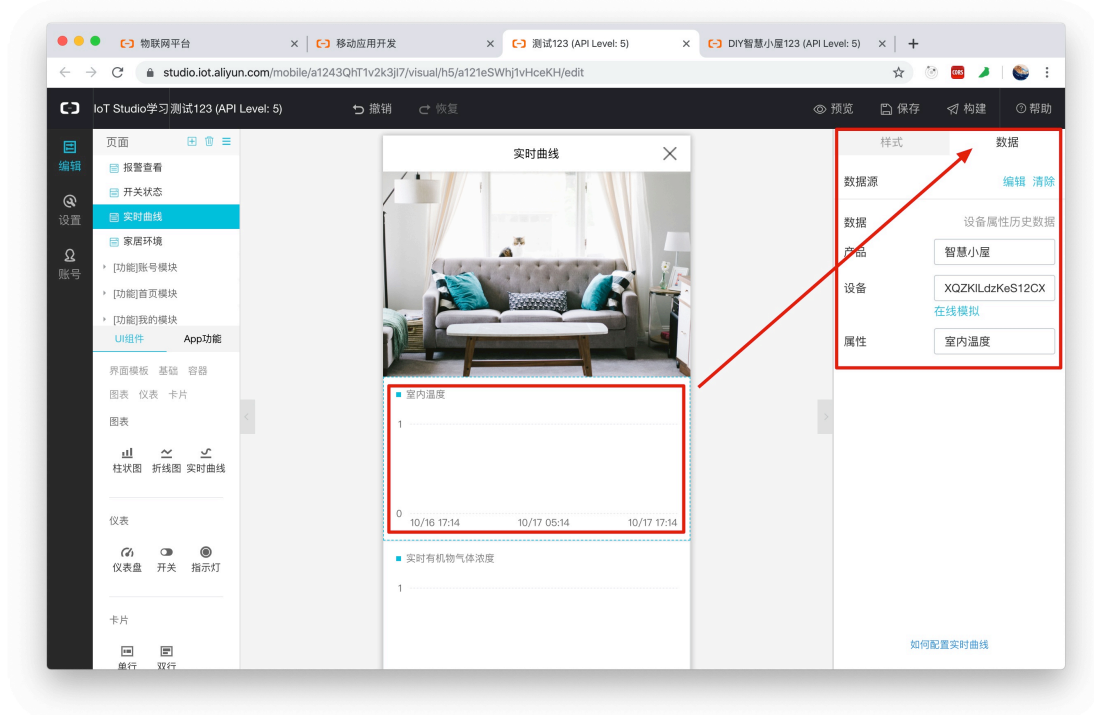 物联网平台
移动应用开发
测试123 (API Level: 5)
DIY智慧小屋123 (API Level: 5)
studio.iot.aliyun.com/mobile/a1243QhT1v2k3jI7/visual/h5/a121eSWhj1vHceKH/edit
CORS
IoT Studio学习测试123 (API Level: 5)
撤销
恢复
预览
保存
构建
帮助
编辑
设置
账号
页面
报警查看
开关状态
实时曲线
家居环境
[功能]账号模块
[功能]首页模块
[功能]我的模块
UI组件
App功能
界面模板 基础 容器
图表 仪表 卡片
图表
柱状图 折线图 实时曲线
仪表
仪表盘 开关 指示灯
卡片
单行 双行
实时曲线
室内温度
1
0
10/16 17:14 10/17 05:14 10/17 17:14
实时有机物气体浓度
1
样式 数据
数据源 编辑 清除
数据 设备属性历史数据
产品 智慧小屋
设备 XQZKlLdzKeS12CX
在线模拟
属性 室内温度
如何配置实时曲线